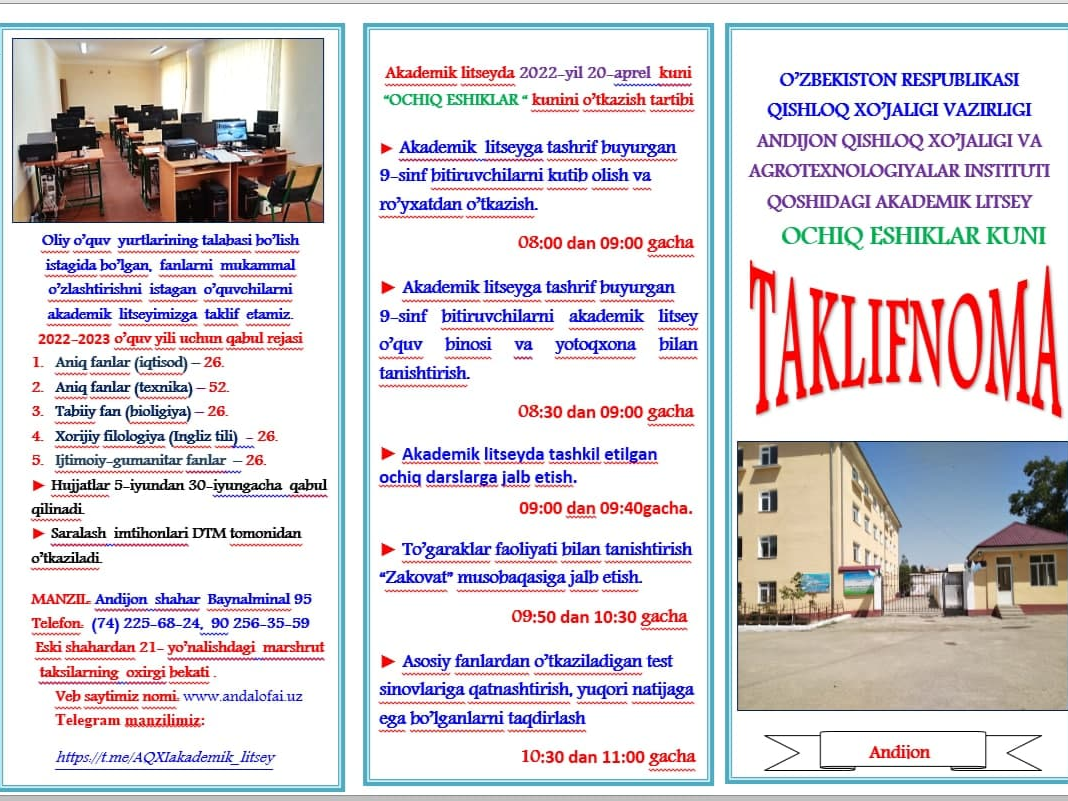 Oliy o'quv yurtlarining talabasi bo'lish
istagida bo'lgan, fanlarni mukammal
o'zlashtirishni istagan o'quvchilarni
akademik litseyimizga taklif etamiz.
2022-2023 o'quv yili uchun qabul rejasi
1. Aniq fanlar (iqtisod) – 26.
2. Aniq fanlar (texnika) – 52.
3. Tabiiy fan (bioligiya) – 26.
4. Xorijiy filologiya (Ingliz tili) – 26.
5. Ijtimoiy-gumanitar fanlar – 26.
► Hujjatlar 5-iyundan 30-iyungacha qabul
qilinadi.
► Saralash imtihonlari DTM tomonidan
o'tkaziladi.
MANZIL: Andijon shahar Baynalminal 95
Telefon: (74) 225-68-24, 90 256-35-59
Eski shahardan 21- yo'nalishdagi marshrut
taksilarning oxirgi bekati .
Veb saytimiz nomi: www.andalofai.uz
Telegram manzilimiz:
https://t.me/AQXIakademik_litsey
Akademik litseyda 2022-yil 20-aprel kuni
"OCHIQ ESHIKLAR " kunini o'tkazish tartibi
► Akademik litseyga tashrif buyurgan
9-sinf bitiruvchilarni kutib olish va
ro'yxatdan o'tkazish.
08:00 dan 09:00 gacha
► Akademik litseyga tashrif buyurgan
9-sinf bitiruvchilarni akademik litsey
o'quv binosi va yotoqxona bilan
tanishtirish.
08:30 dan 09:00 gacha
► Akademik litseyda tashkil etilgan
ochiq darslarga jalb etish.
09:00 dan 09:40gacha.
► To'garaklar faoliyati bilan tanishtirish
"Zakovat" musobaqasiga jalb etish.
09:50 dan 10:30 gacha
► Asosiy fanlardan o'tkaziladigan test
sinovlariga qatnashtirish, yuqori natijaga
ega bo'lganlarni taqdirlash
10:30 dan 11:00 gacha
O'ZBEKISTON RESPUBLIKASI
QISHLOQ XO'JALIGI VAZIRLIGI
ANDIJON QISHLOQ XO'JALIGI VA
AGROTEXNOLOGIYALAR INSTITUTI
QOSHIDAGI AKADEMIK LITSEY
OCHIQ ESHIKLAR KUNI
TAKLIFNOMA
Andijon